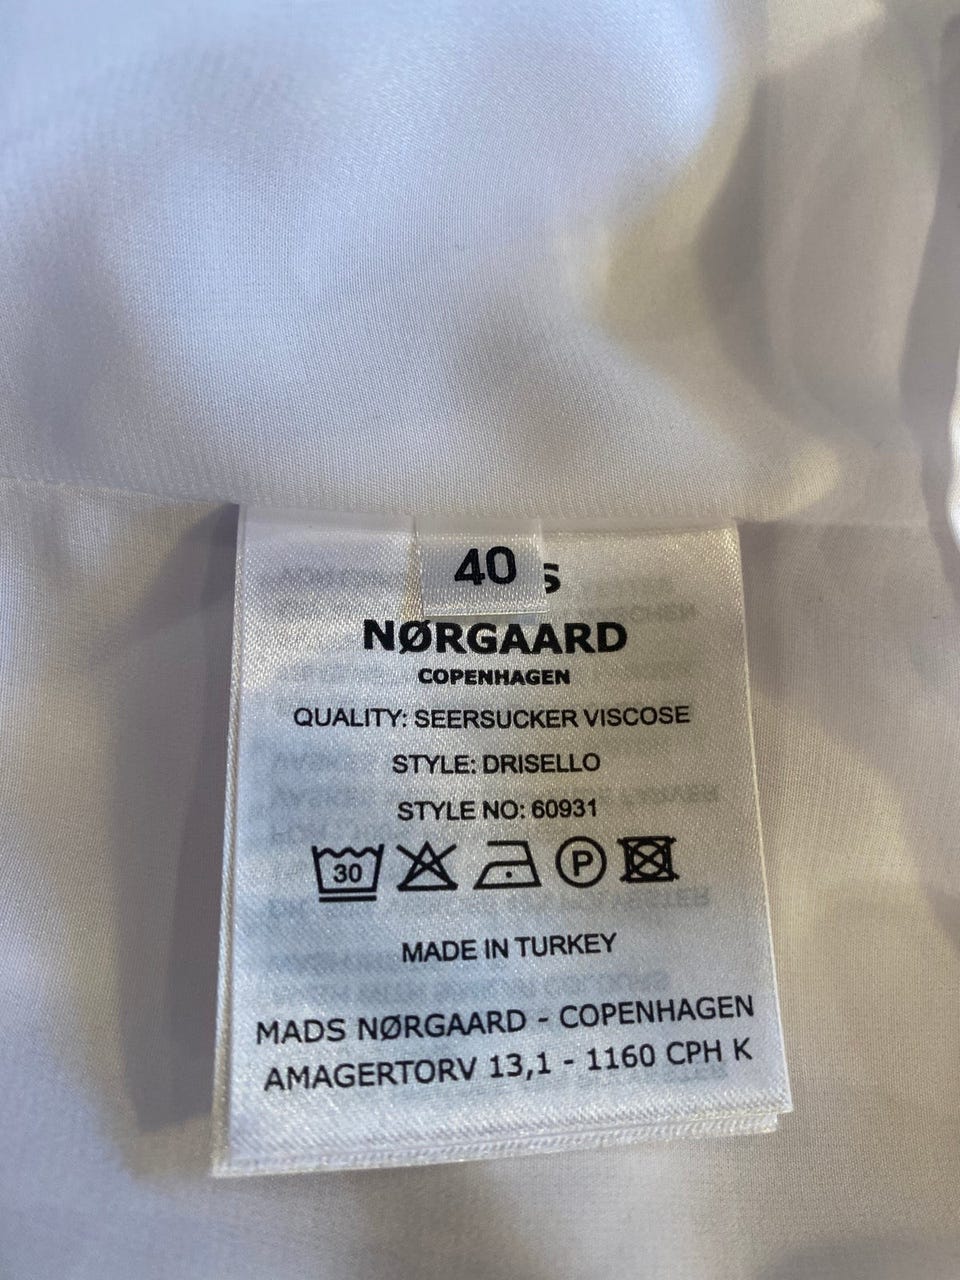 40
S
NØRGAARD
COPENHAGEN
QUALITY: SEERSUCKER VISCOSE
STYLE: DRISELLO
STYLE NO: 60931
30
P
MADE IN TURKEY
MADS NØRGAARD - COPENHAGEN
AMAGERTORV 13,1 - 1160 CPH K